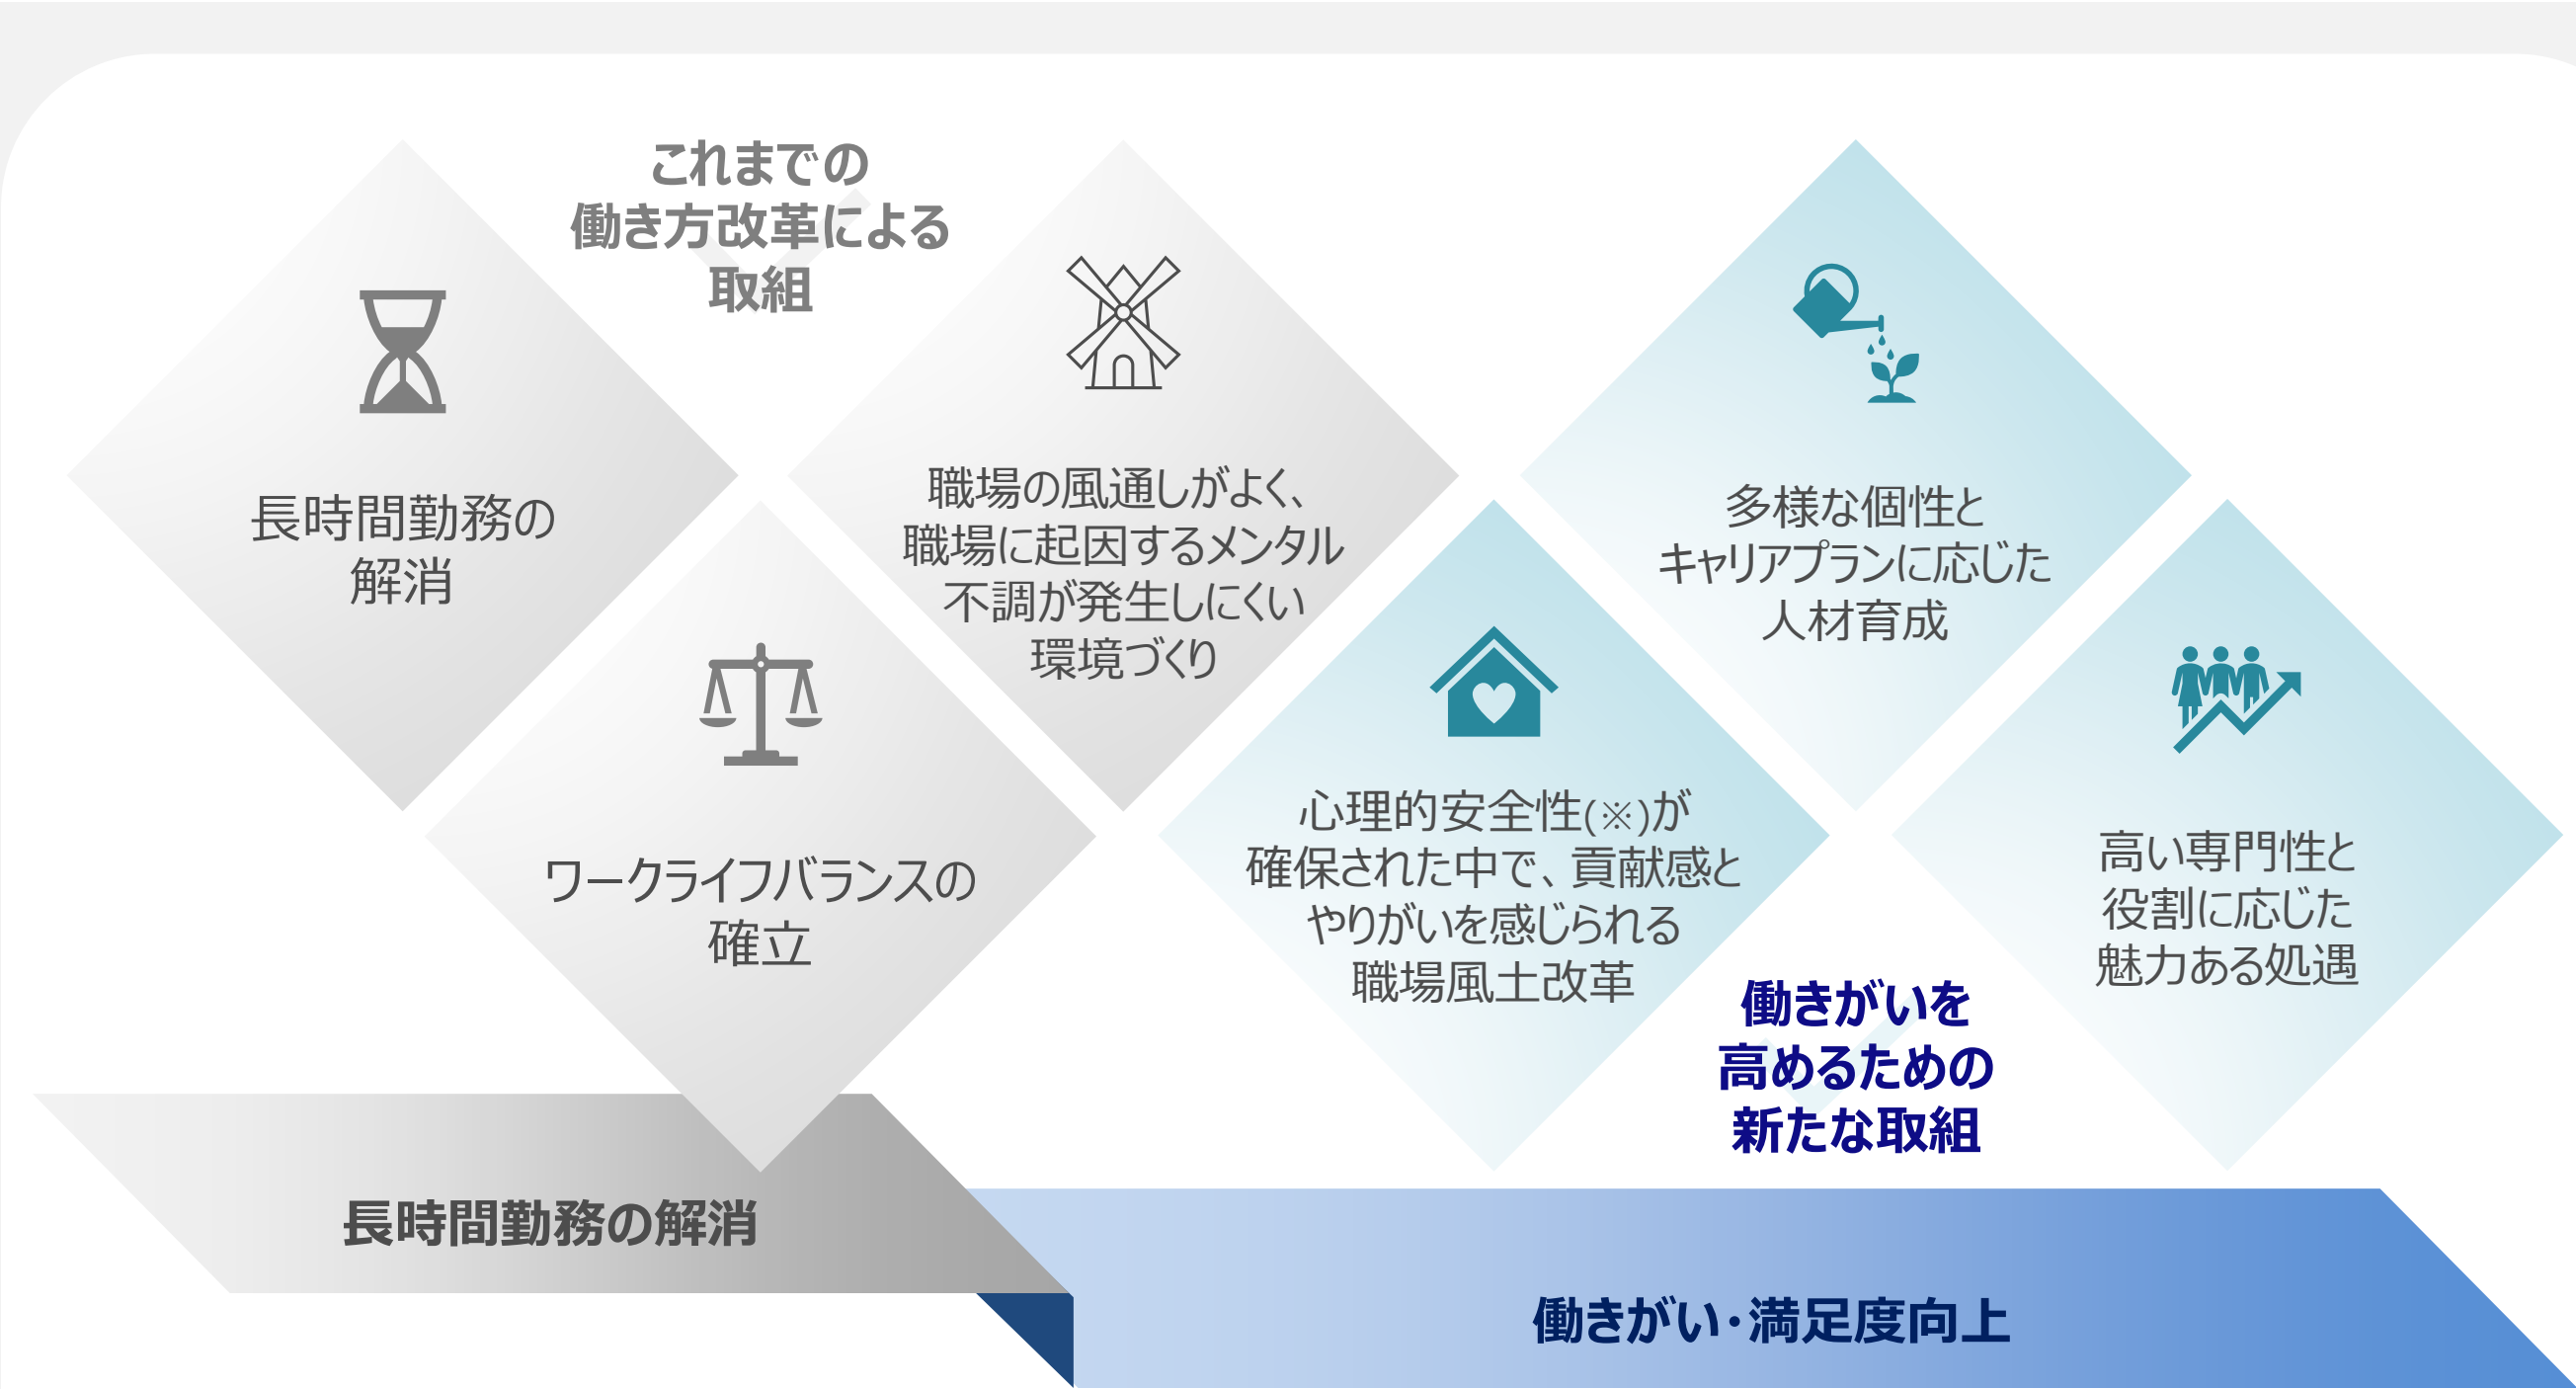 これまでの
働き方改革による
取組
長時間勤務の
解消
ワークライフバランスの
確立
職場の風通しがよく、
職場に起因するメンタル
不調が発生しにくい
環境づくり
心理的安全性(※)が
確保された中で、貢献感と
やりがいを感じられる
職場風土改革
多様な個性と
キャリアプランに応じた
人材育成
高い専門性と
役割に応じた
魅力ある処遇
働きがいを
高めるための
新たな取組
長時間勤務の解消
働きがい・満足度向上